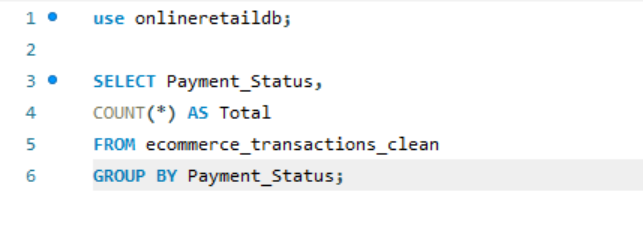 1 use onlineretaildb;
2
3 SELECT Payment_Status,
4 COUNT(*) AS Total
5 FROM ecommerce_transactions_clean
6 GROUP BY Payment_Status;